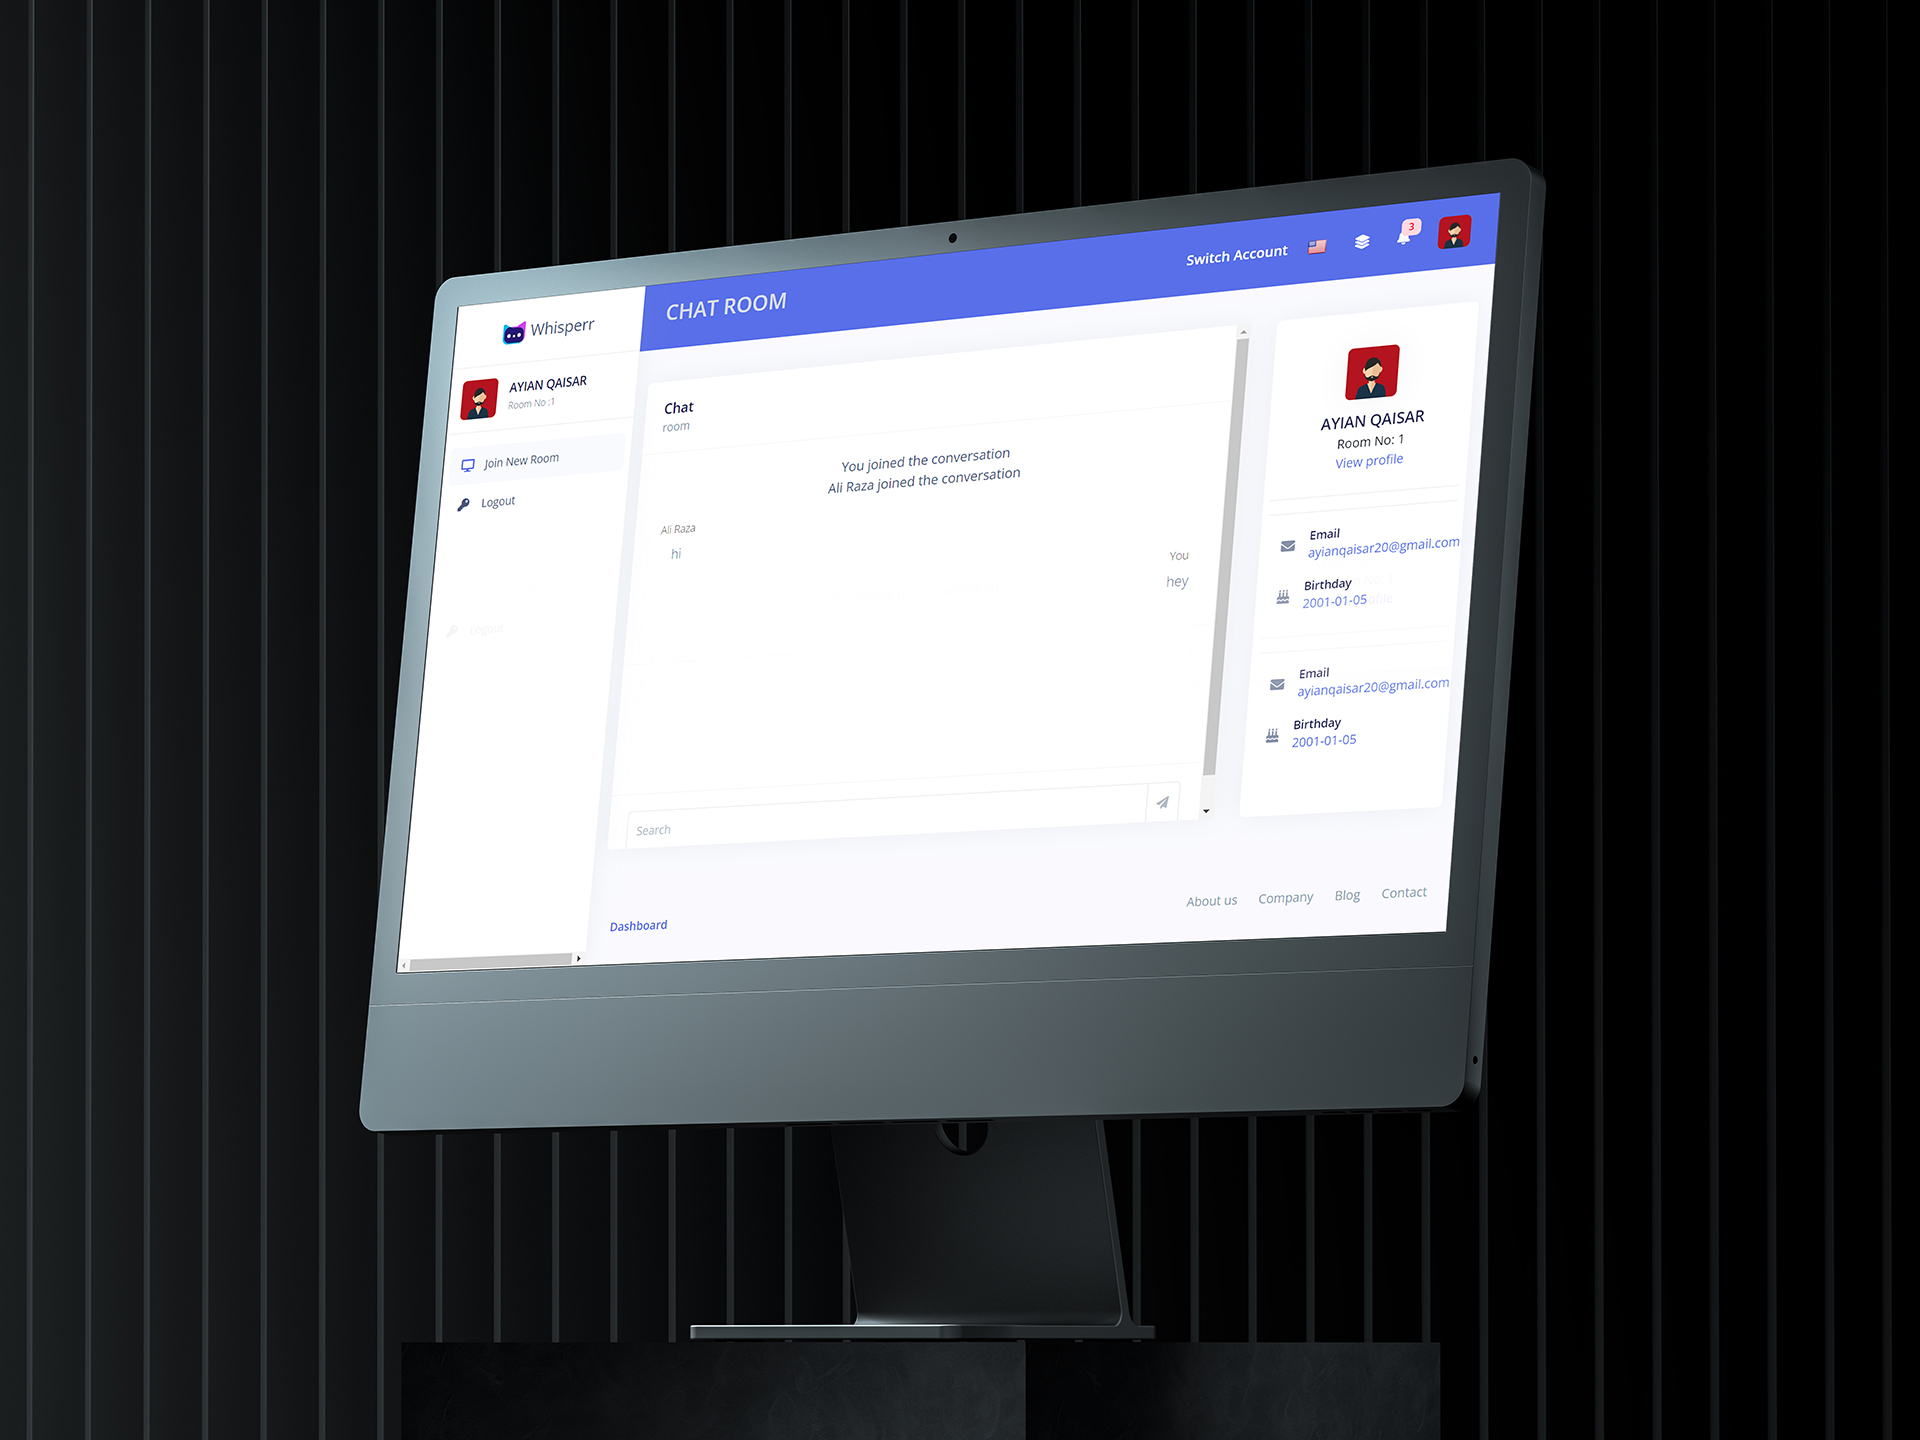 Whisperr
AYIAN QAISAR
Room No :1
Join New Room
Logout
Logout
CHAT ROOM
Switch Account
3
Chat
room
You joined the conversation
Ali Raza joined the conversation
Ali Raza
hi
You
hey
Search
AYIAN QAISAR
Room No: 1
View profile
Email
ayianqaisar20@gmail.com
Birthday
2001-01-05
Email
ayianqaisar20@gmail.com
Birthday
2001-01-05
Dashboard
About us
Company
Blog
Contact